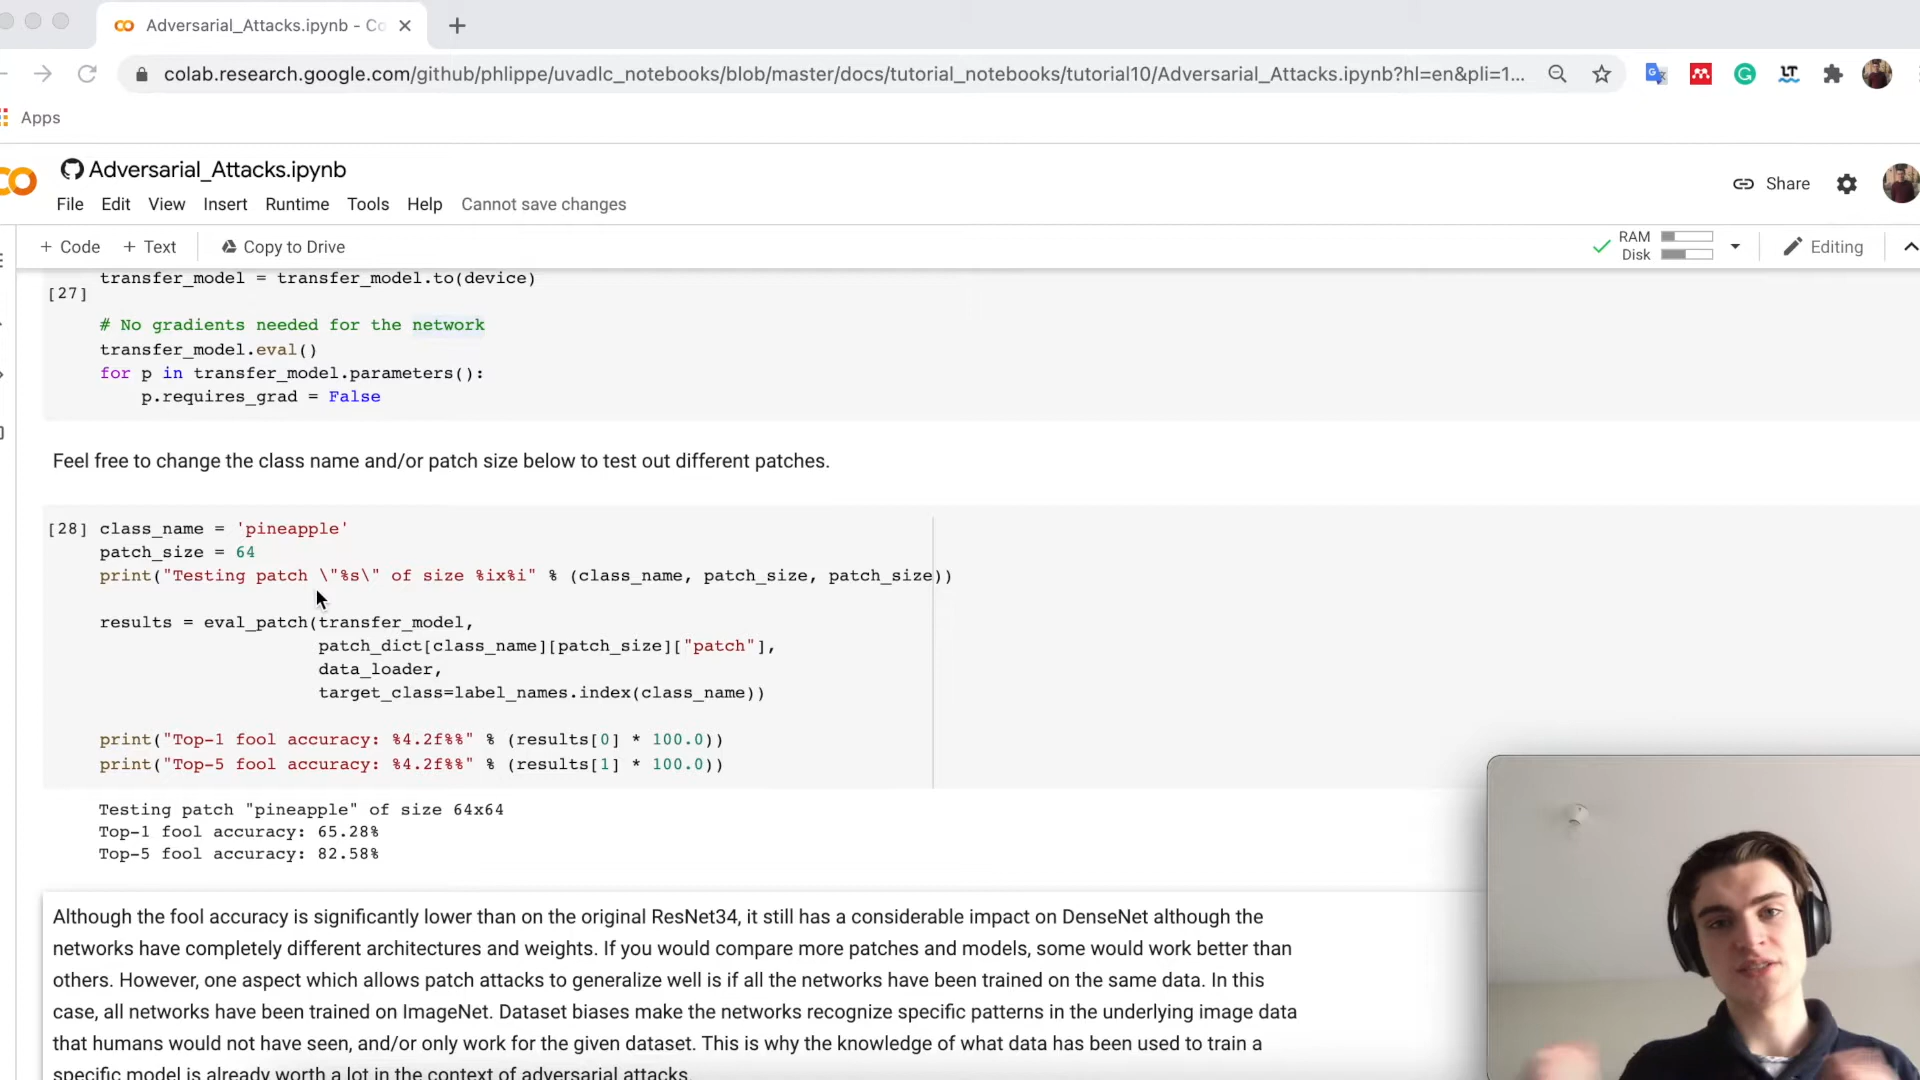 Adversarial_Attacks.ipynb - Co
colab.research.google.com/github/phlippe/uvadlc_notebooks/blob/master/docs/tutorial_notebooks/tutorial10/Adversarial_Attacks.ipynb?hl=en&pli=1...
Apps
Adversarial_Attacks.ipynb
Share
File Edit View Insert Runtime Tools Help Cannot save changes
+ Code + Text Copy to Drive
RAM
Disk
Editing
transfer_model = transfer_model.to(device)
[27]
# No gradients needed for the network
transfer_model.eval()
for p in transfer_model.parameters():
p.requires_grad = False
Feel free to change the class name and/or patch size below to test out different patches.
[28] class_name = 'pineapple'
patch_size = 64
print("Testing patch \"%s\" of size %ix%i" % (class_name, patch_size, patch_size))
results = eval_patch(transfer_model,
patch_dict[class_name][patch_size]["patch"],
data_loader,
target_class=label_names.index(class_name))
print("Top-1 fool accuracy: %4.2f%%" % (results[0] * 100.0))
print("Top-5 fool accuracy: %4.2f%%" % (results[1] * 100.0))
Testing patch "pineapple" of size 64x64
Top-1 fool accuracy: 65.28%
Top-5 fool accuracy: 82.58%
Although the fool accuracy is significantly lower than on the original ResNet34, it still has a considerable impact on DenseNet although the
networks have completely different architectures and weights. If you would compare more patches and models, some would work better than
others. However, one aspect which allows patch attacks to generalize well is if all the networks have been trained on the same data. In this
case, all networks have been trained on ImageNet. Dataset biases make the networks recognize specific patterns in the underlying image data
that humans would not have seen, and/or only work for the given dataset. This is why the knowledge of what data has been used to train a
specific model is already worth a lot in the context of adversarial attacks.